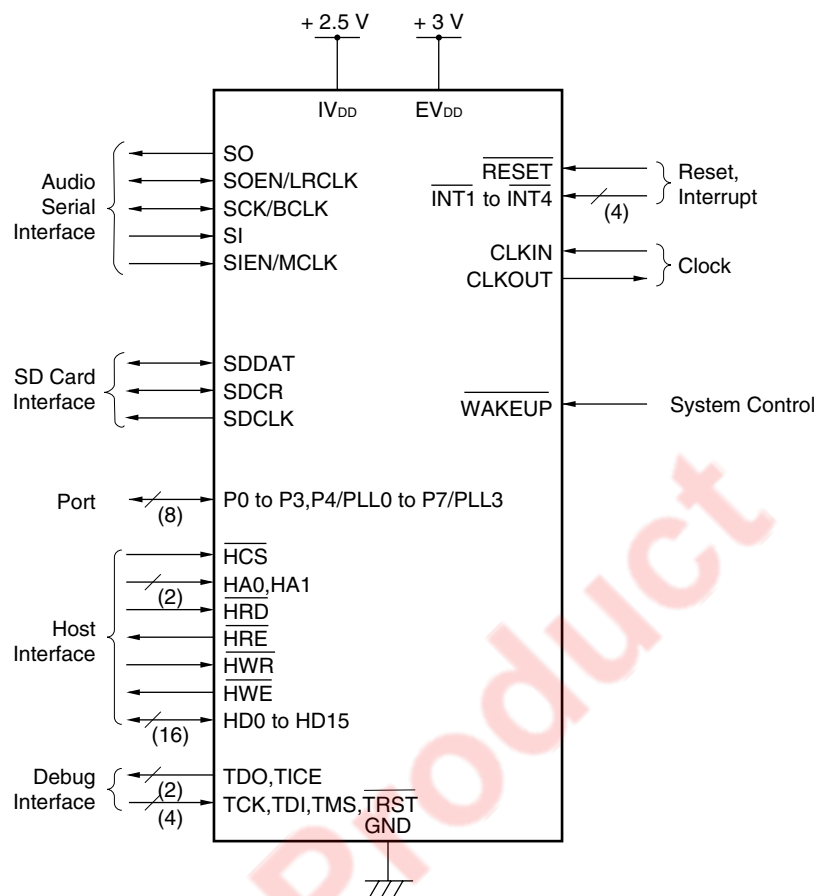 + 2.5 V
+ 3 V
IVDD
EVDD
Audio
Serial
Interface
SO
SOEN/LRCLK
SCK/BCLK
SI
SIEN/MCLK
RESET
INT1 to INT4
(4)
Reset,
Interrupt
CLKIN
CLKOUT
Clock
SD Card
Interface
SDDAT
SDCR
SDCLK
WAKEUP
System Control
Port
(8)
P0 to P3,P4/PLL0 to P7/PLL3
Host
Interface
HCS
(2)
HA0,HA1
HRD
HRE
HWR
HWE
(16)
HD0 to HD15
Debug
Interface
(2)
TDO,TICE
(4)
TCK,TDI,TMS,TRST
GND
Product